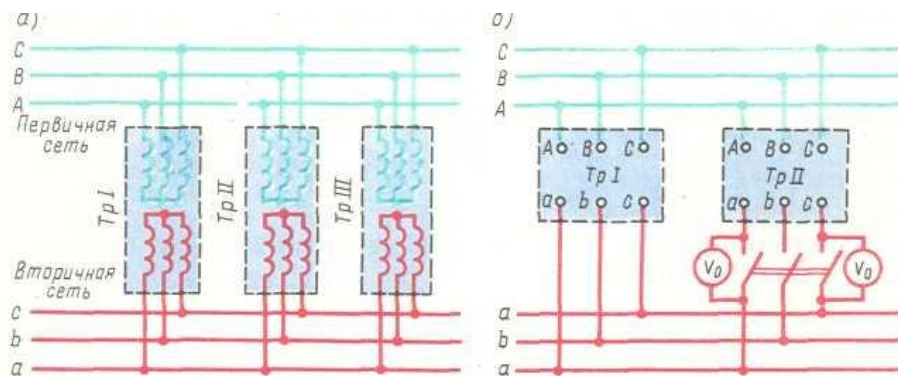 а)
C
B
A
Первичная
сеть
Тр I
Тр II
Тр III
Вторичная
сеть
c
b
a
б)
C
B
A
A B C
Тр I
a b c
A B C
Тр II
a b c
V₀
V₀
a
b
a